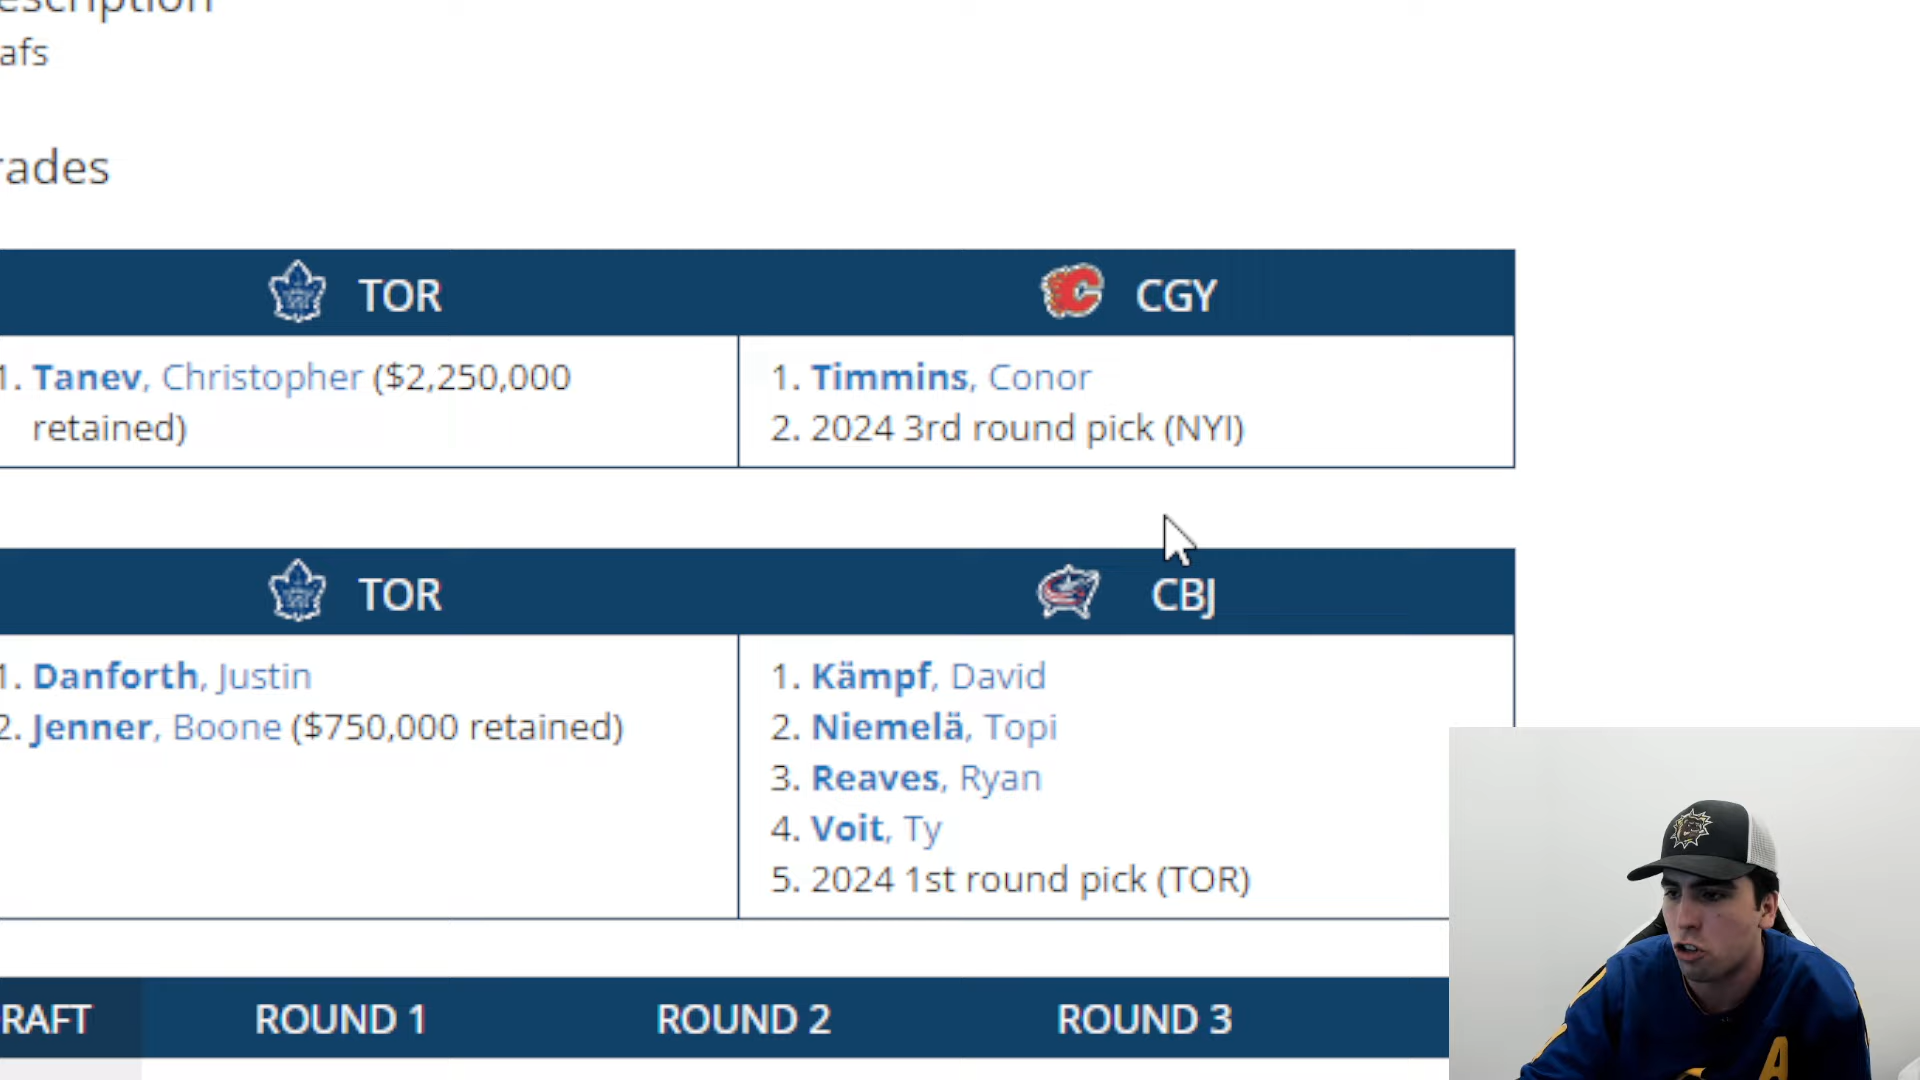 escription
afs
rades
TOR CGY
1. Tanev, Christopher ($2,250,000
retained)
1. Timmins, Conor
2. 2024 3rd round pick (NYI)
TOR CBJ
1. Danforth, Justin
2. Jenner, Boone ($750,000 retained)
1. Kämpf, David
2. Niemelä, Topi
3. Reaves, Ryan
4. Voit, Ty
5. 2024 1st round pick (TOR)
RAFT ROUND 1 ROUND 2 ROUND 3
A